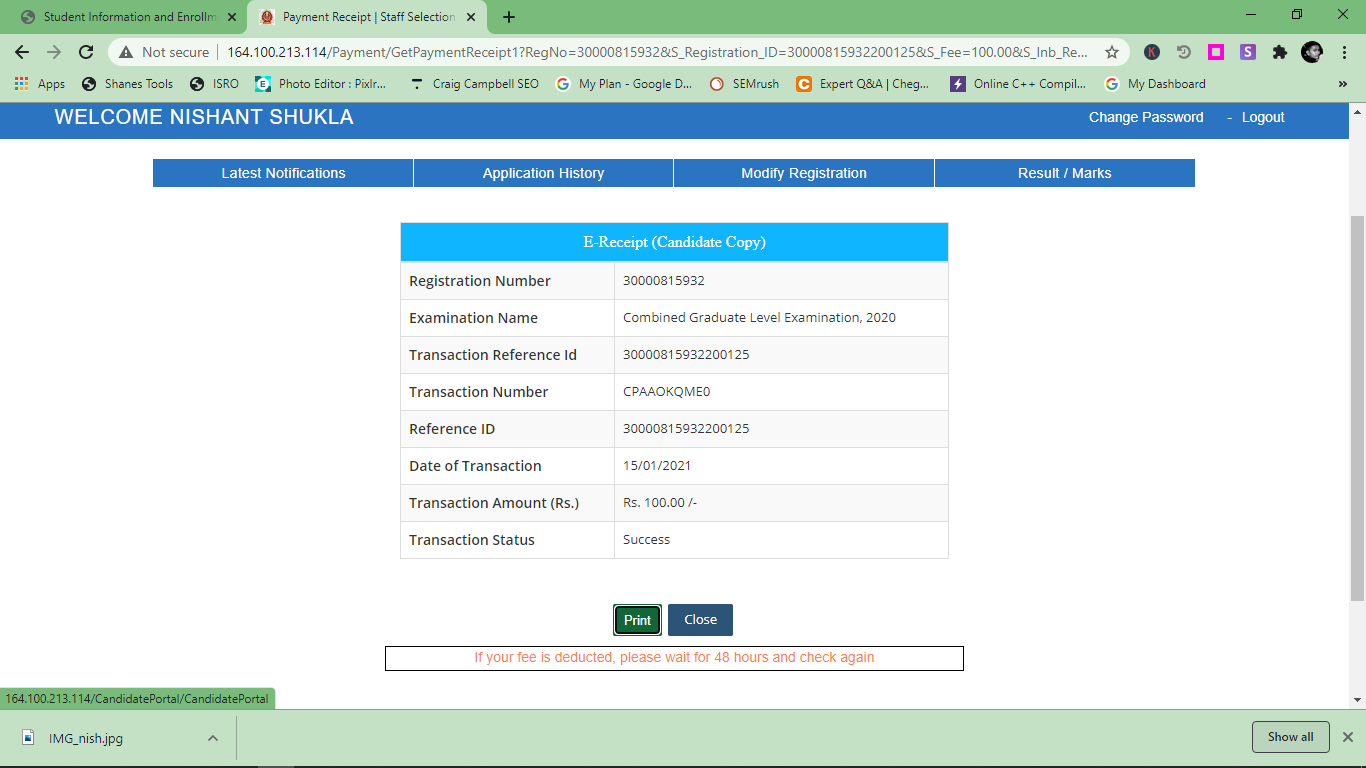 Student Information and Enrollm
Payment Receipt | Staff Selection
Not secure
164.100.213.114/Payment/GetPaymentReceipt1?RegNo=30000815932&S_Registration_ID=30000815932200125&S_Fee=100.00&S_Inb_Re...
Apps
Shanes Tools
ISRO
Photo Editor : Pixlr...
Craig Campbell SEO
My Plan - Google D...
SEMrush
Expert Q&A | Cheg...
Online C++ Compil...
My Dashboard
»
WELCOME NISHANT SHUKLA
Change Password - Logout
Latest Notifications
Application History
Modify Registration
Result / Marks
E-Receipt (Candidate Copy)
Registration Number 30000815932
Examination Name Combined Graduate Level Examination, 2020
Transaction Reference Id 30000815932200125
Transaction Number CPAAOKQME0
Reference ID 30000815932200125
Date of Transaction 15/01/2021
Transaction Amount (Rs.) Rs. 100.00 /-
Transaction Status Success
Print
Close
If your fee is deducted, please wait for 48 hours and check again
164.100.213.114/CandidatePortal/CandidatePortal
IMG_nish.jpg
Show all